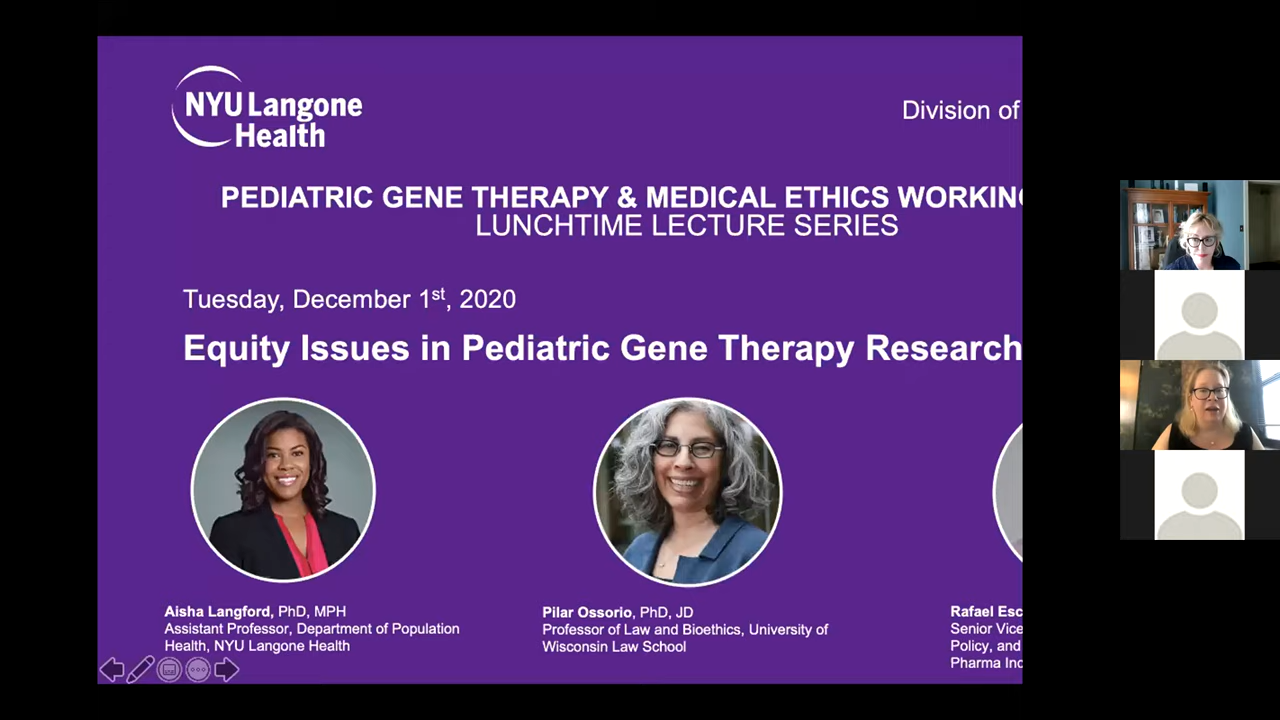 NYU Langone
Health
Division of
PEDIATRIC GENE THERAPY & MEDICAL ETHICS WORKING
LUNCHTIME LECTURE SERIES
Tuesday, December 1st, 2020
Equity Issues in Pediatric Gene Therapy Research
Aisha Langford, PhD, MPH
Assistant Professor, Department of Population
Health, NYU Langone Health
Pilar Ossorio, PhD, JD
Professor of Law and Bioethics, University of
Wisconsin Law School
Rafael Esc
Senior Vice
Policy, and
Pharma Inc